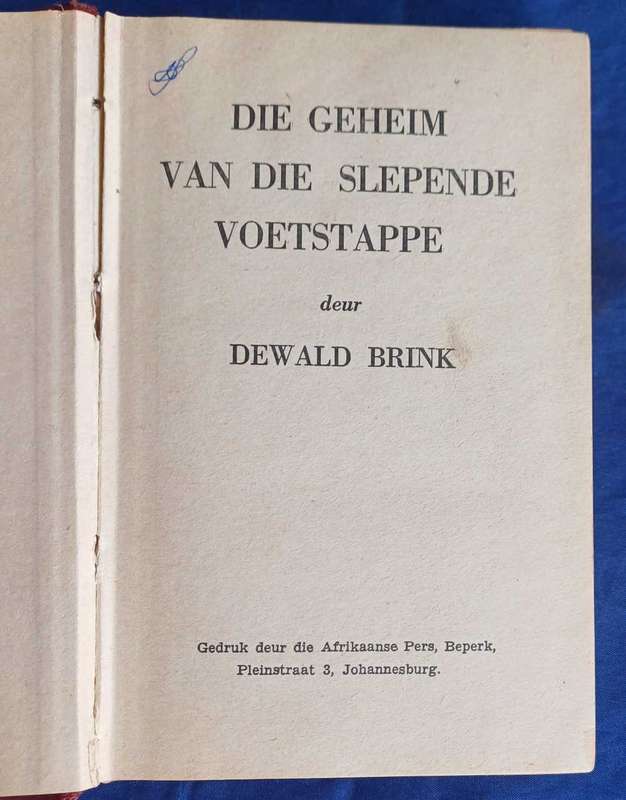 DIE GEHEIM
VAN DIE SLEPENDE
VOETSTAPPE
deur
DEWALD BRINK
Gedruk deur die Afrikaanse Pers, Beperk,
Pleinstraat 3, Johannesburg.